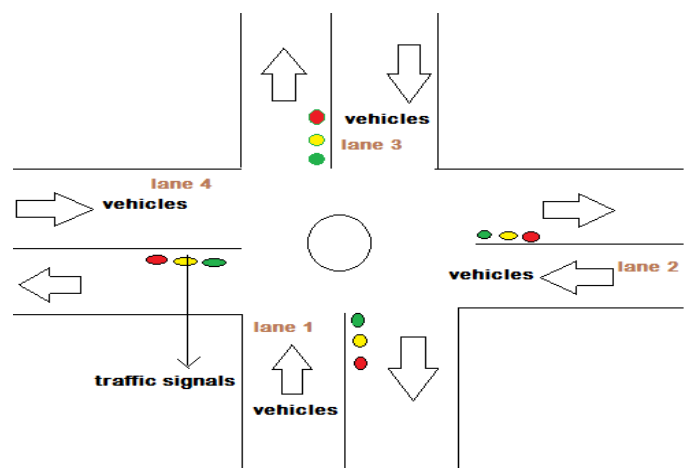 vehicles
lane 3
lane 4
vehicles
vehicles
lane 2
lane 1
traffic signals
vehicles